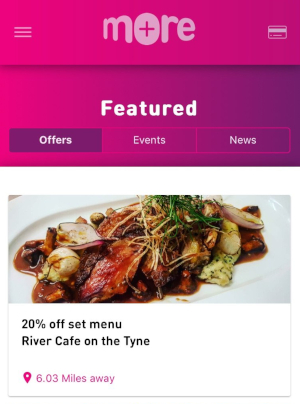 more
Featured
Offers
Events
News
20% off set menu
River Cafe on the Tyne
6.03 Miles away